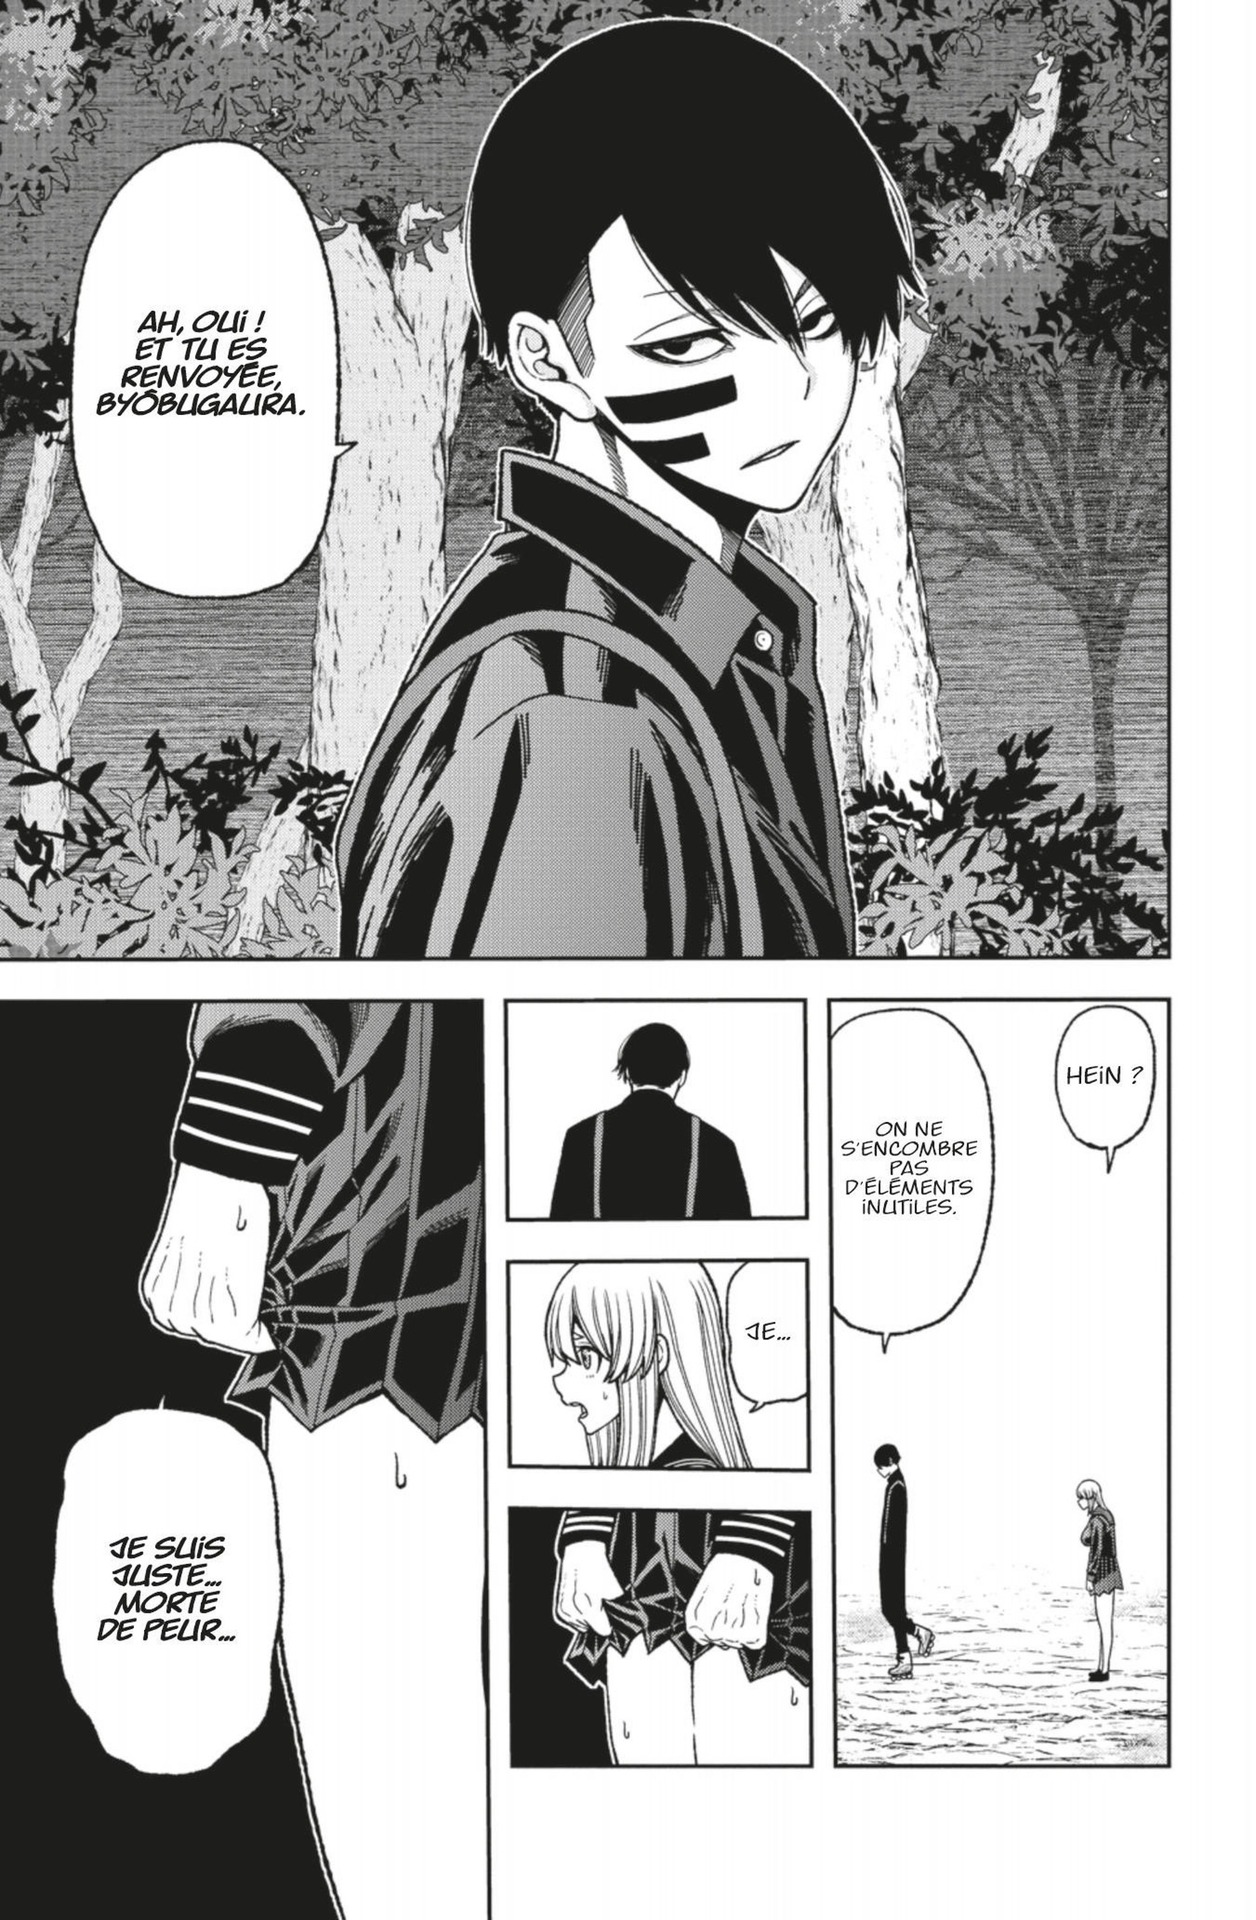 AH, OUI !
ET TU ES
RENVOYÉE,
BYÔBUGAURA.
HEIN ?
ON NE
S'ENCOMBRE
PAS
D'ÉLÉMENTS
INUTILES.
JE...
JE SUIS
JUSTE...
MORTE
DE PEUR...